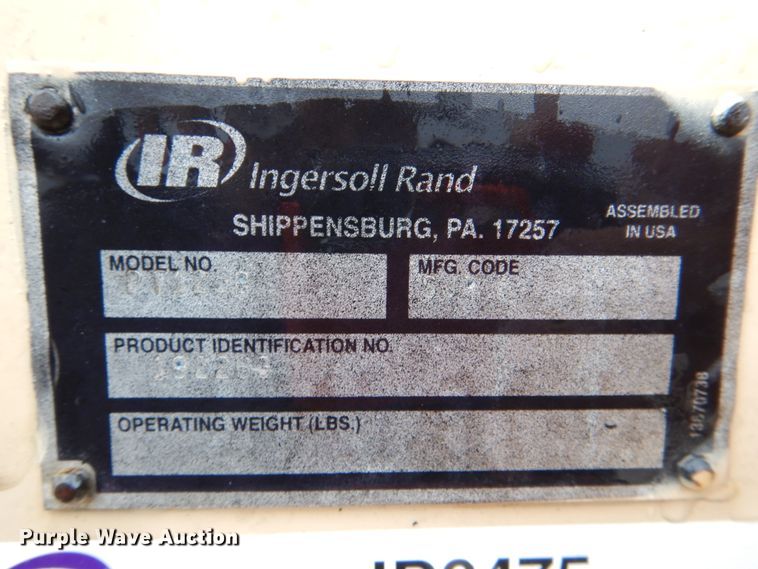 IR Ingersoll Rand
SHIPPENSBURG, PA. 17257
ASSEMBLED
IN USA
MODEL NO.
MFG. CODE
PRODUCT IDENTIFICATION NO.
OPERATING WEIGHT (LBS.)
Purple Wave Auction